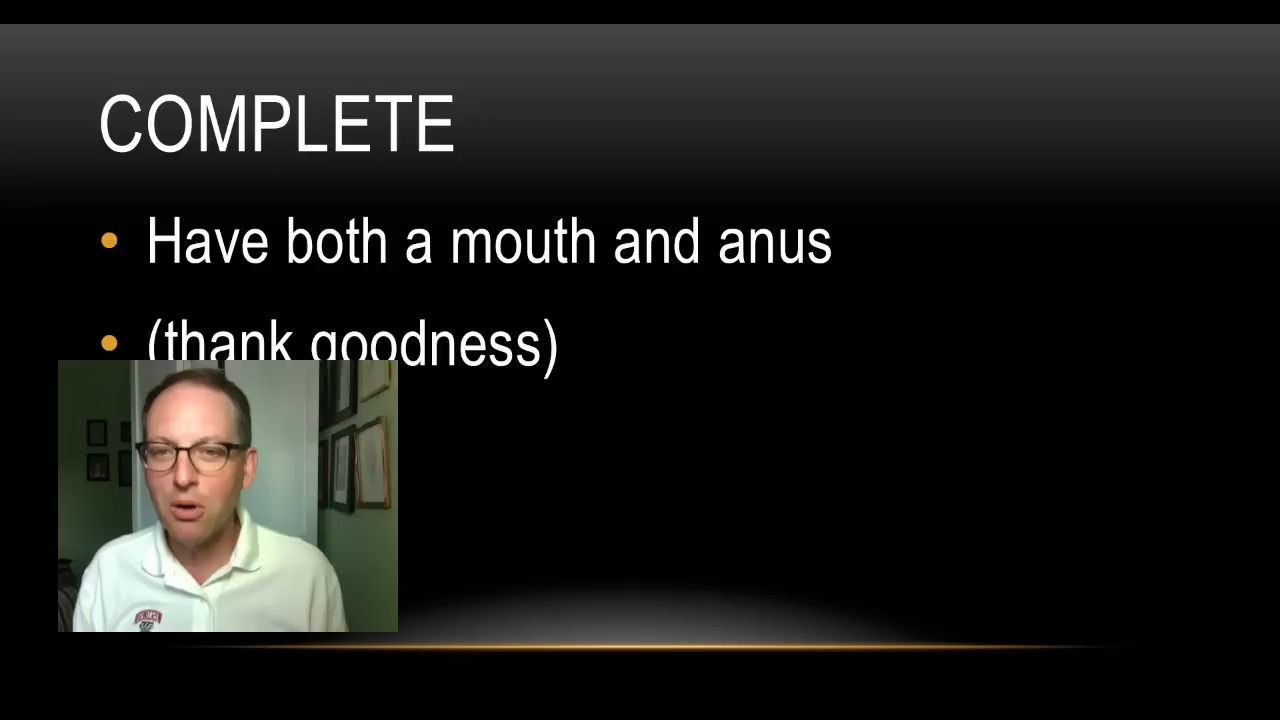 COMPLETE
• Have both a mouth and anus
• (thank goodness)